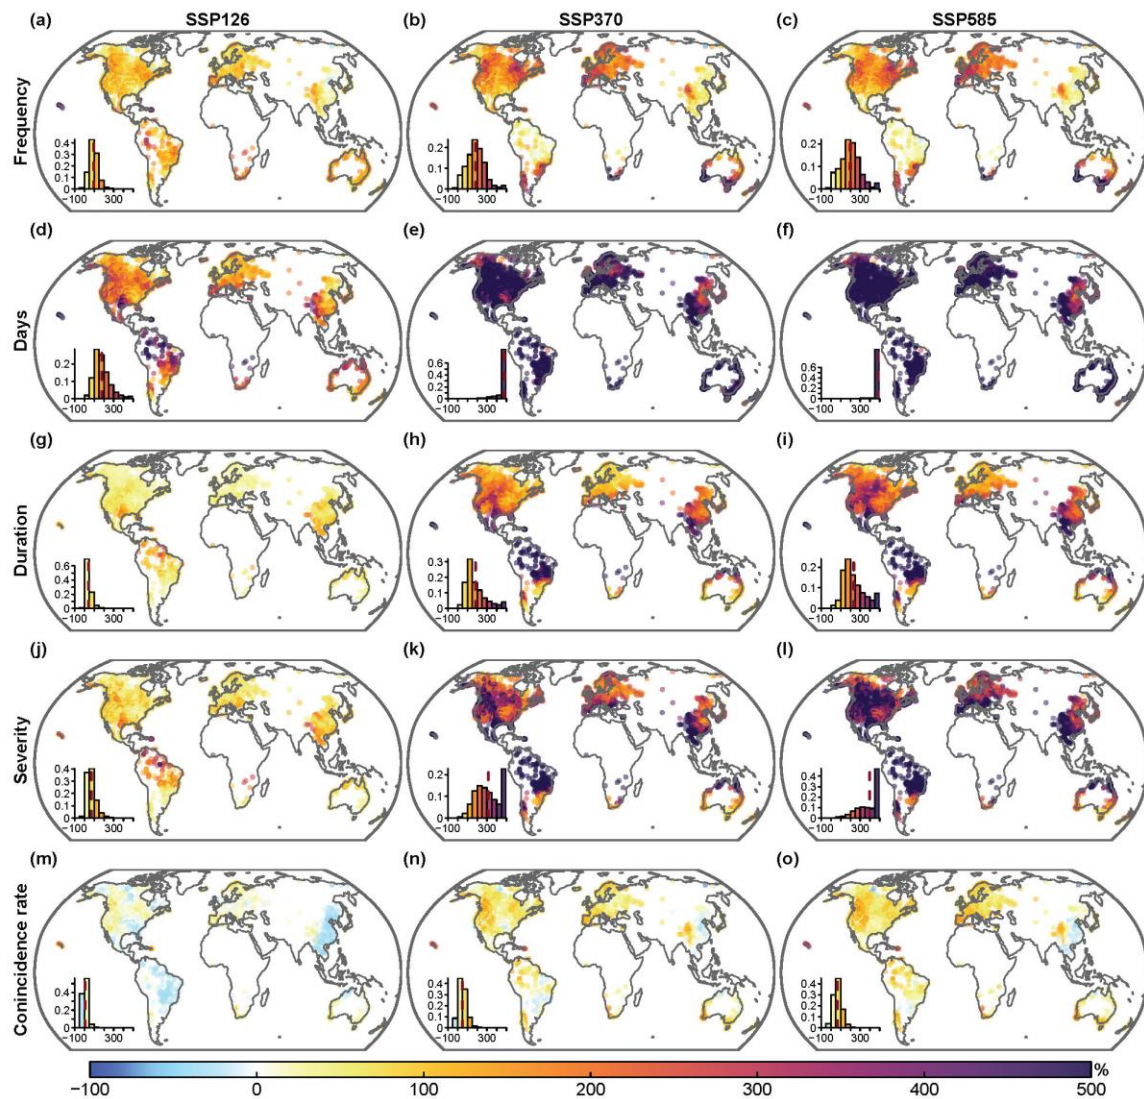 SSP126 SSP370 SSP585
(a) (b) (c)
Frequency
0.4 0.2 0.2
0.3
0.2 0.1 0.1
0.1
0 0 0
-100 300 -100 300 -100 300
(d) (e) (f)
Days
0.2 0.6 0.6
0.4 0.4
0.1 0.2 0.2
0 0 0
-100 300 -100 300 -100 300
(g) (h) (i)
Duration
0.6 0.3 0.2
0.4 0.2
0.2 0.1 0.1
0 0 0
-100 300 -100 300 -100 300
(j) (k) (l)
Severity
0.4 0.2 0.4
0.3 0.3
0.2 0.1 0.2
0.1 0.1
0 0 0
-100 300 -100 300 -100 300
(m) (n) (o)
Conincidence rate
0.4 0.4 0.4
0.3
0.2 0.2 0.2
0.1
0 0 0
-100 300 -100 300 -100 300
%
−100 0 100 200 300 400 500